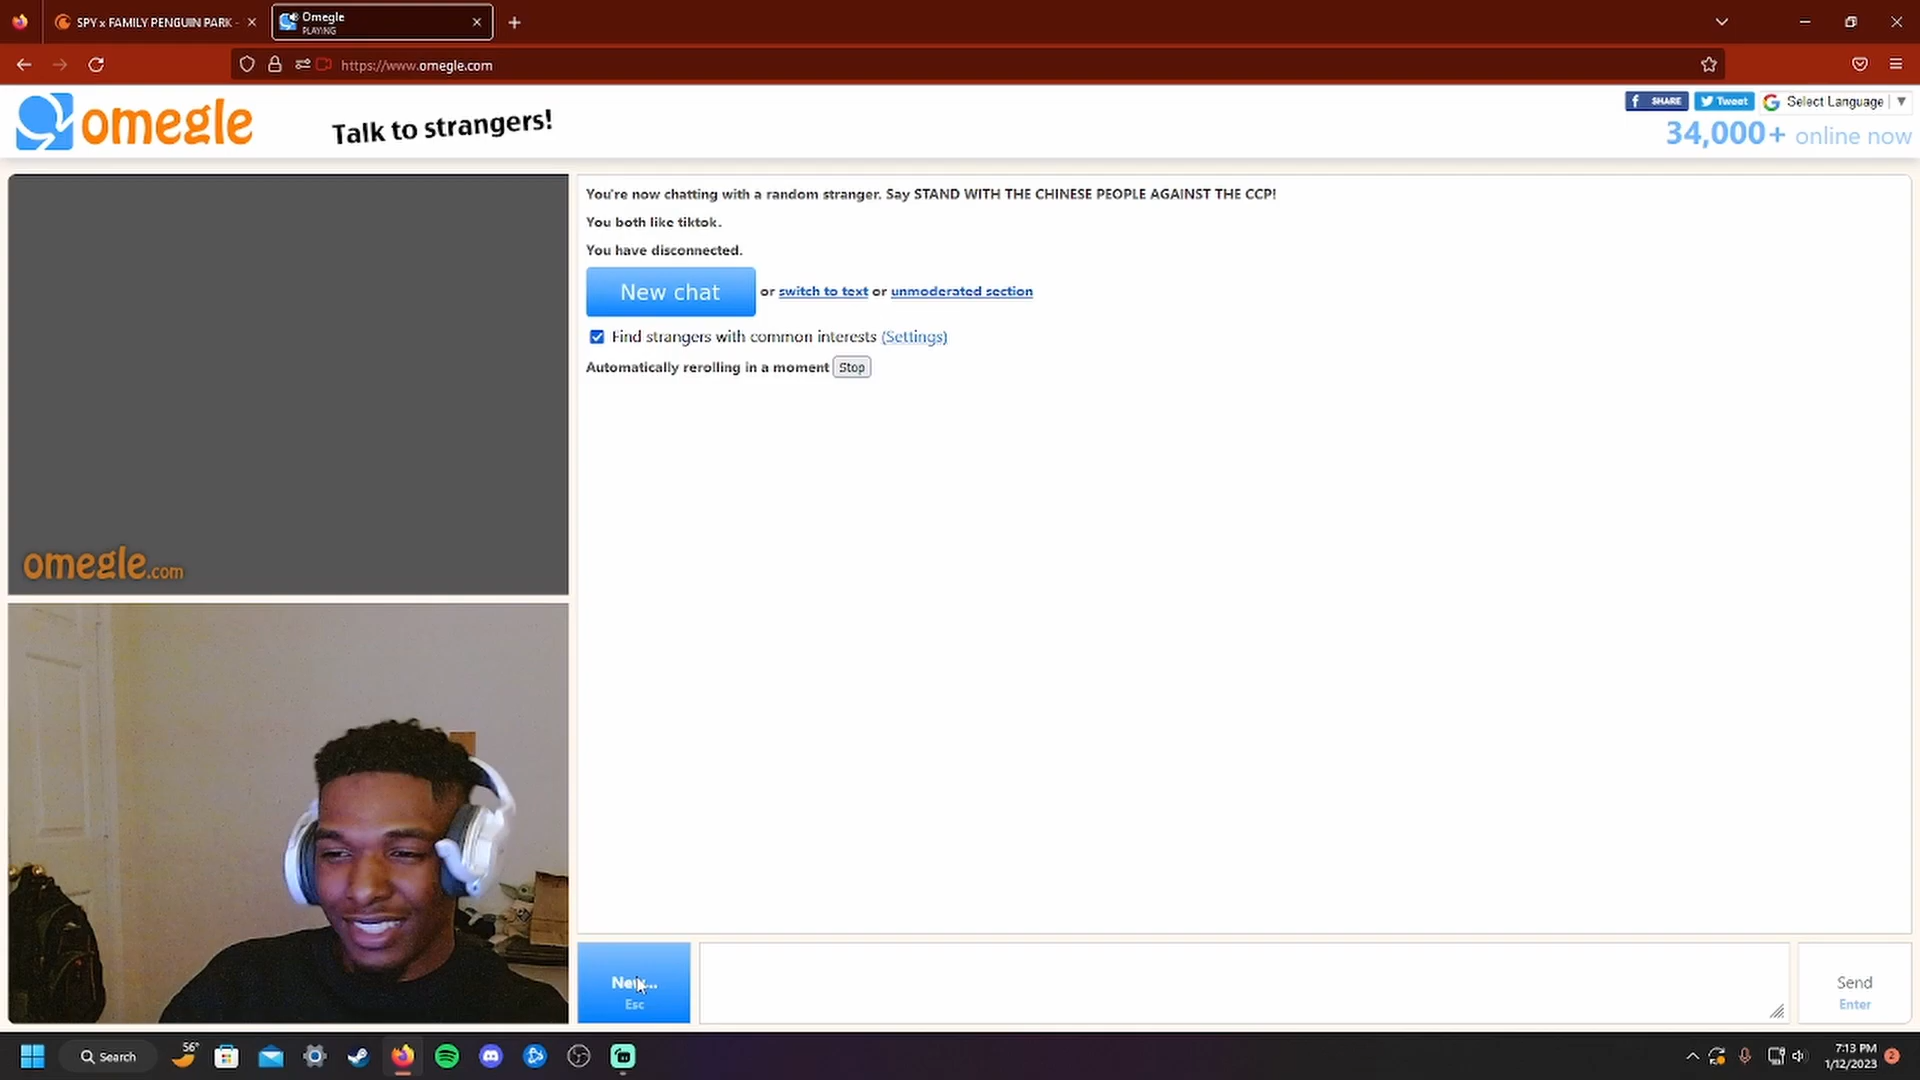 SPY x FAMILY PENGUIN PARK -
Omegle
PLAYING
https://www.omegle.com
omegle
Talk to strangers!
SHARE
Tweet
Select Language
34,000+ online now
You're now chatting with a random stranger. Say STAND WITH THE CHINESE PEOPLE AGAINST THE CCP!
You both like tiktok.
You have disconnected.
New chat or switch to text or unmoderated section
Find strangers with common interests (Settings)
Automatically rerolling in a moment Stop
omegle.com
Esc
Send
Enter
56°
Search
7:13 PM
1/12/2023
2